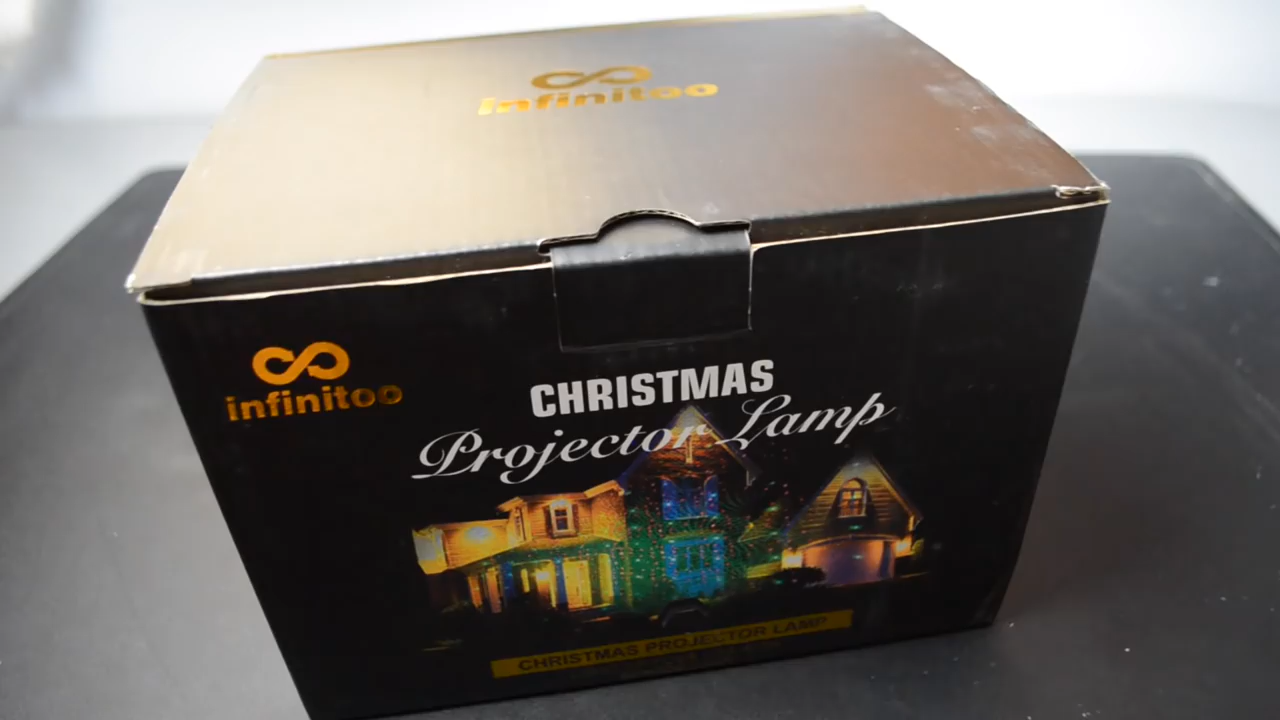 infinitoo
infinitoo
CHRISTMAS
Projector Lamp
CHRISTMAS PROJECTOR LAMP